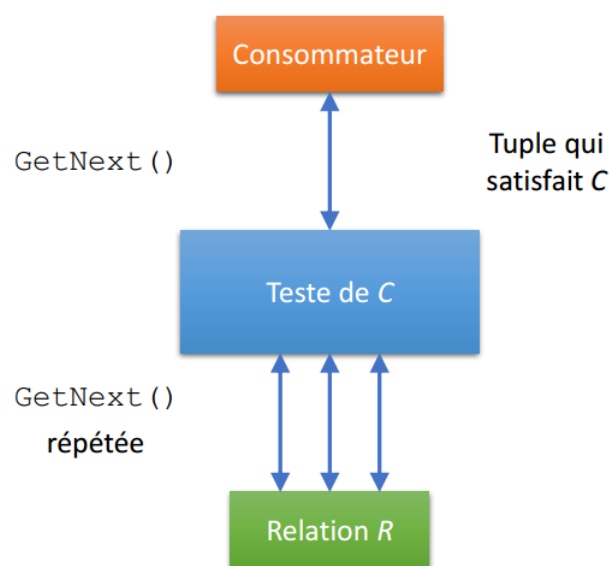 Consommateur
GetNext()
Tuple qui
satisfait C
Teste de C
GetNext()
répétée
Relation R